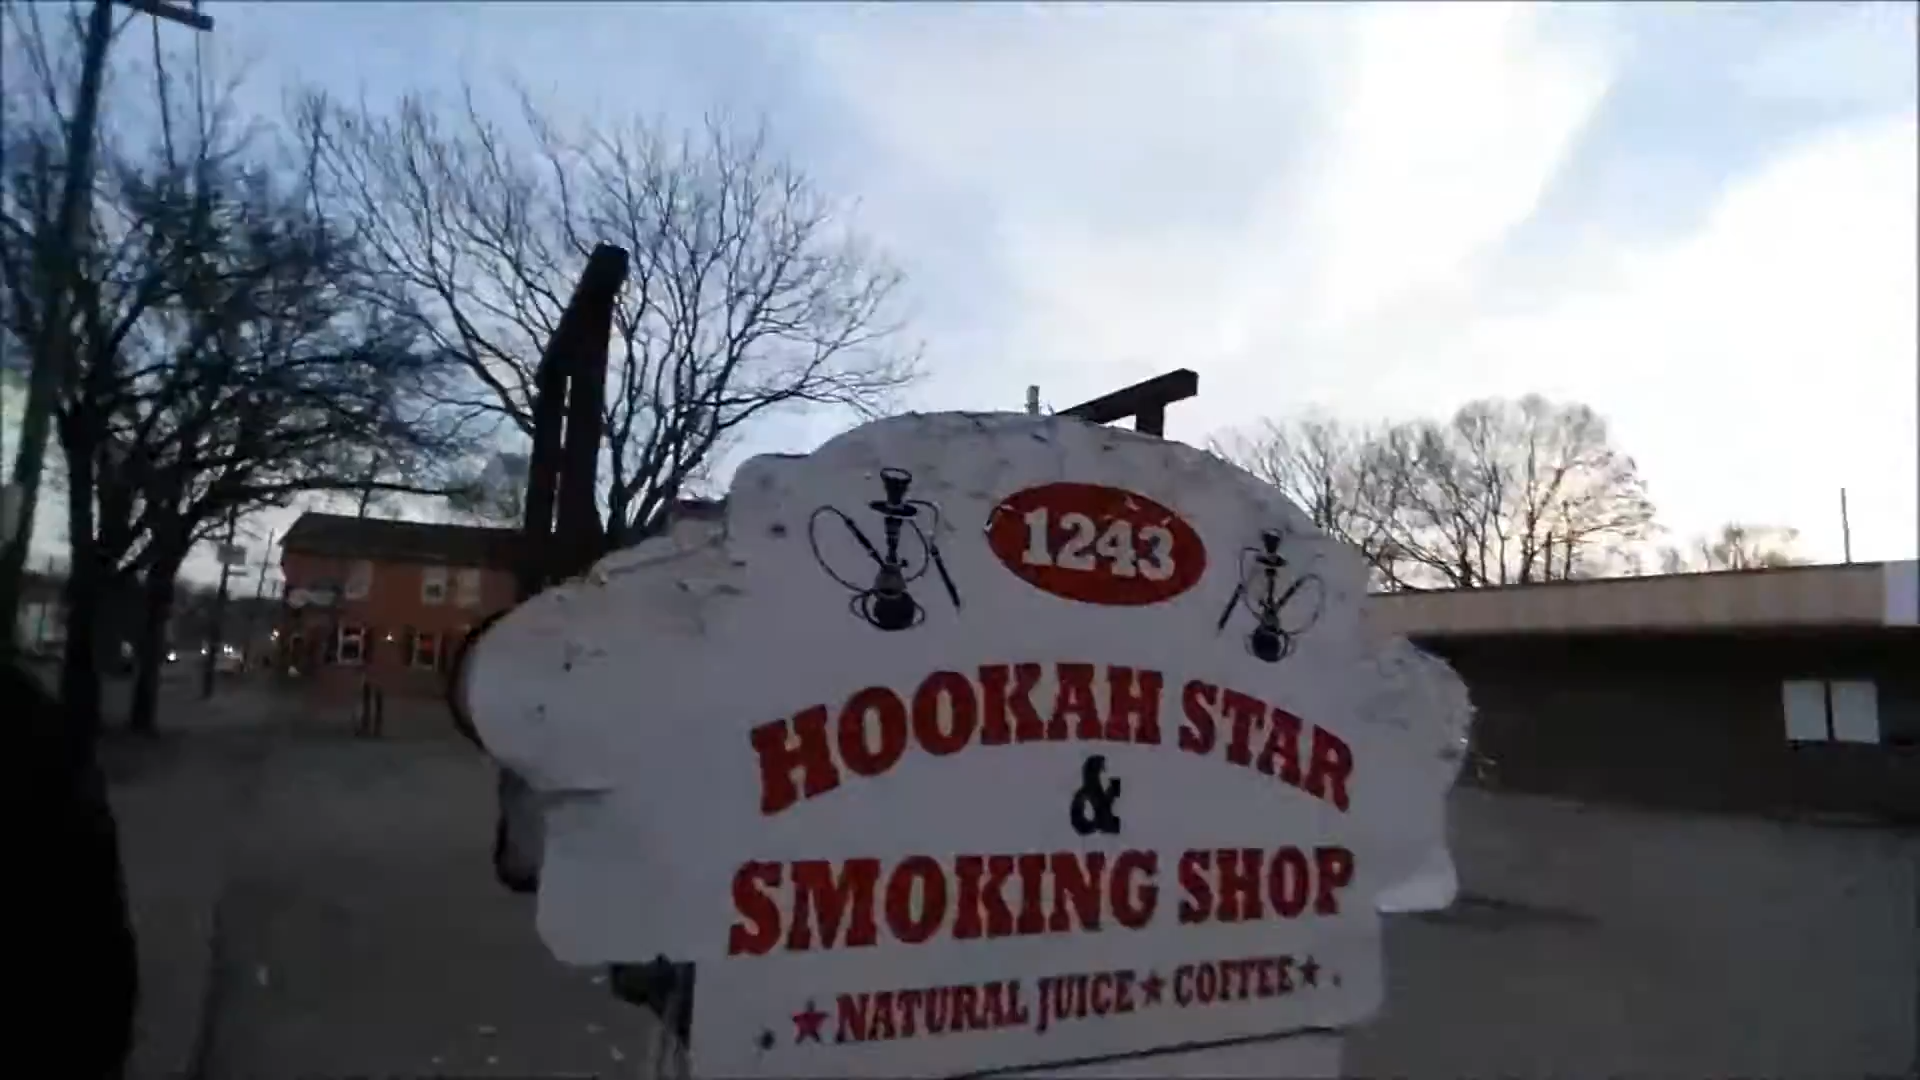 1243
HOOKAH STAR
&
SMOKING SHOP
★NATURAL JUICE★COFFEE★